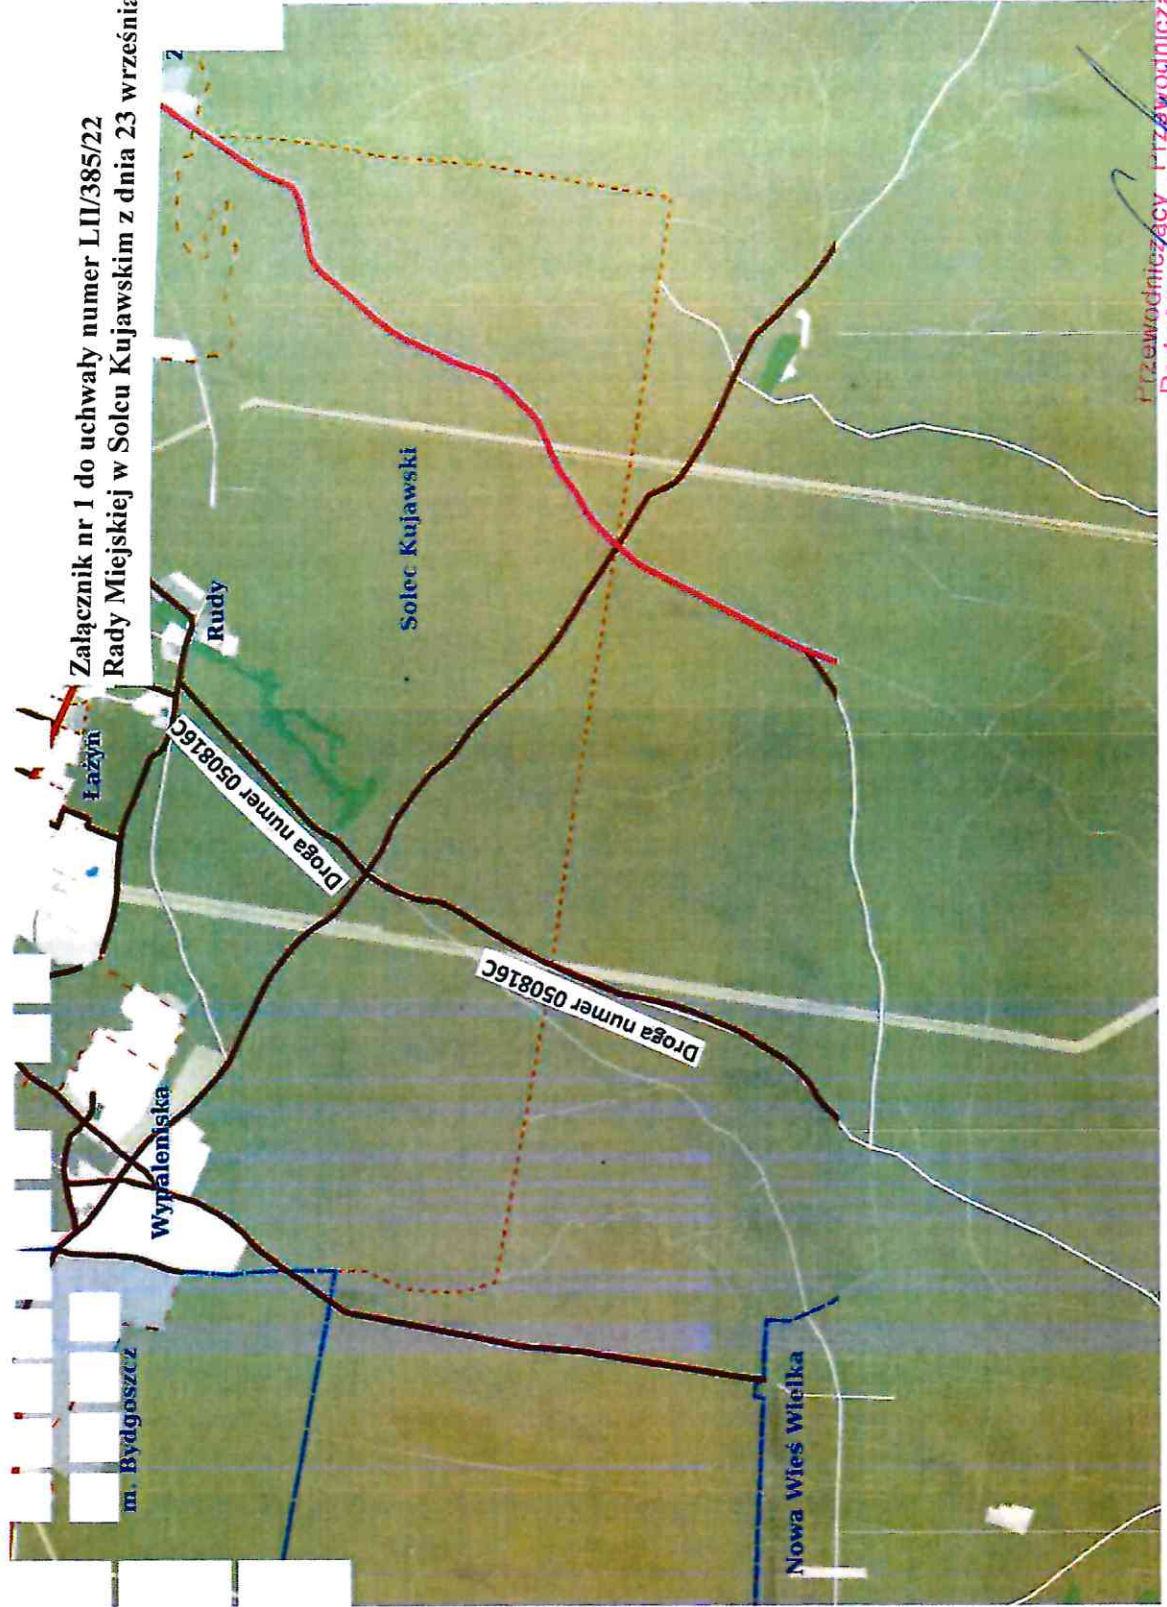 Załącznik nr 1 do uchwały numer LII/385/22
Rady Miejskiej w Solcu Kujawskim z dnia 23 września
2
Łażyn
Rudy
Droga numer 050816C
Solec Kujawski
Wypaleniska
Droga numer 050816C
m. Bydgoszcz
Nowa Wieś Wielka
Przewodniczący